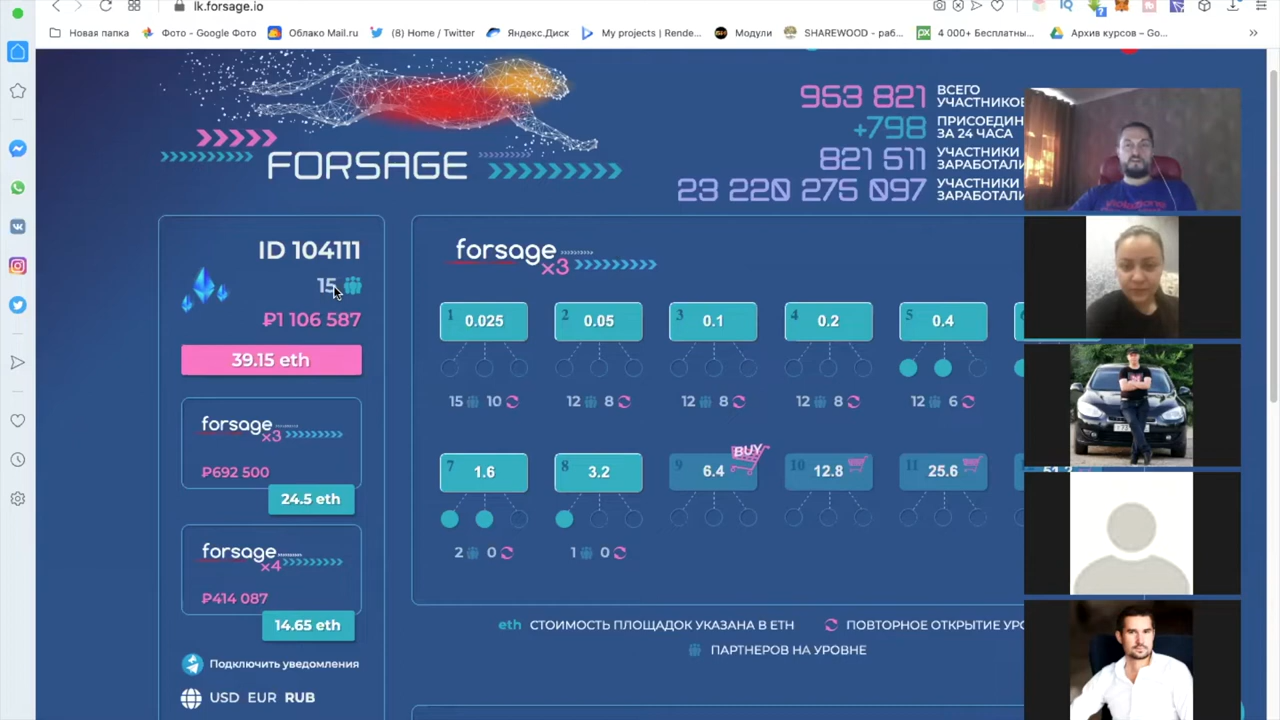 lk.forsage.io
Новая папка
Фото - Google Фото
Облако Mail.ru
(8) Home / Twitter
Яндекс.Диск
My projects | Rende...
Модули
SHAREWOOD - раб...
4 000+ Бесплатны...
Архив курсов – Go...
FORSAGE
953 821 ВСЕГО
УЧАСТНИКОВ
+798 ПРИСОЕДИН
ЗА 24 ЧАСА
821 511 УЧАСТНИКИ
ЗАРАБОТАЛИ
23 220 275 097 УЧАСТНИКИ
ЗАРАБОТАЛИ
ID 104111
15
₽1 106 587
39.15 eth
forsage x3
₽692 500
24.5 eth
forsage x4
₽414 087
14.65 eth
Подключить уведомления
USD EUR RUB
forsage x3
1 0.025
2 0.05
3 0.1
4 0.2
5 0.4
15 10
12 8
12 8
12 8
12 6
7 1.6
8 3.2
9 6.4
BUY
10 12.8
11 25.6
2 0
1 0
eth СТОИМОСТЬ ПЛОЩАДОК УКАЗАНА В ETH
ПОВТОРНОЕ ОТКРЫТИЕ УРО
ПАРТНЕРОВ НА УРОВНЕ